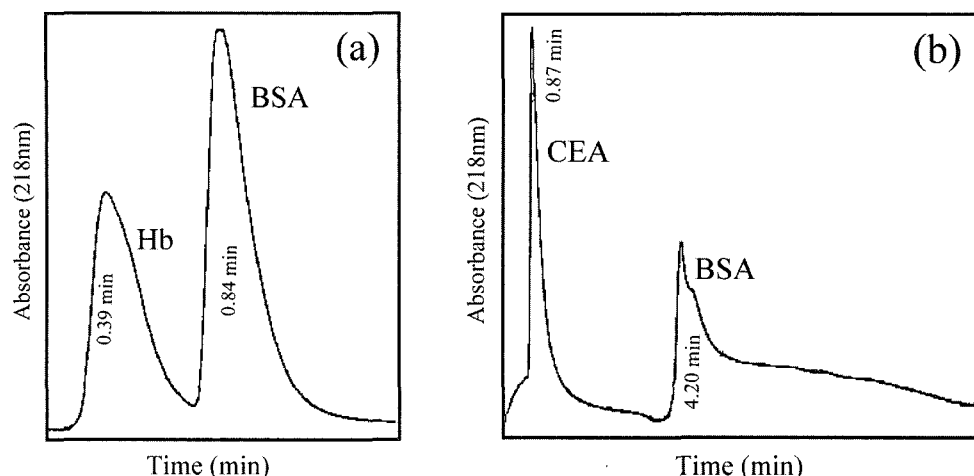 (a)
BSA
Hb
0.39 min
0.84 min
Absorbance (218nm)
Time (min)
(b)
0.87 min
CEA
BSA
4.20 min
Absorbance (218nm)
Time (min)